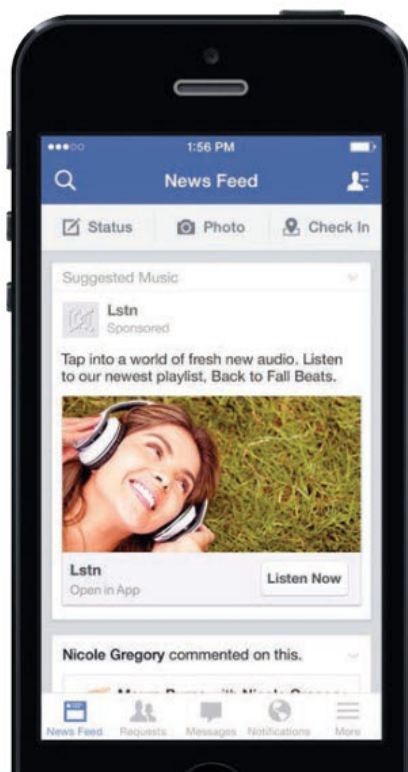 1:56 PM
News Feed
Status Photo Check In
Suggested Music
Lstn
Sponsored
Tap into a world of fresh new audio. Listen
to our newest playlist, Back to Fall Beats.
Lstn
Open in App
Listen Now
Nicole Gregory commented on this.
with Nicole
News Feed Requests Messages Notifications More